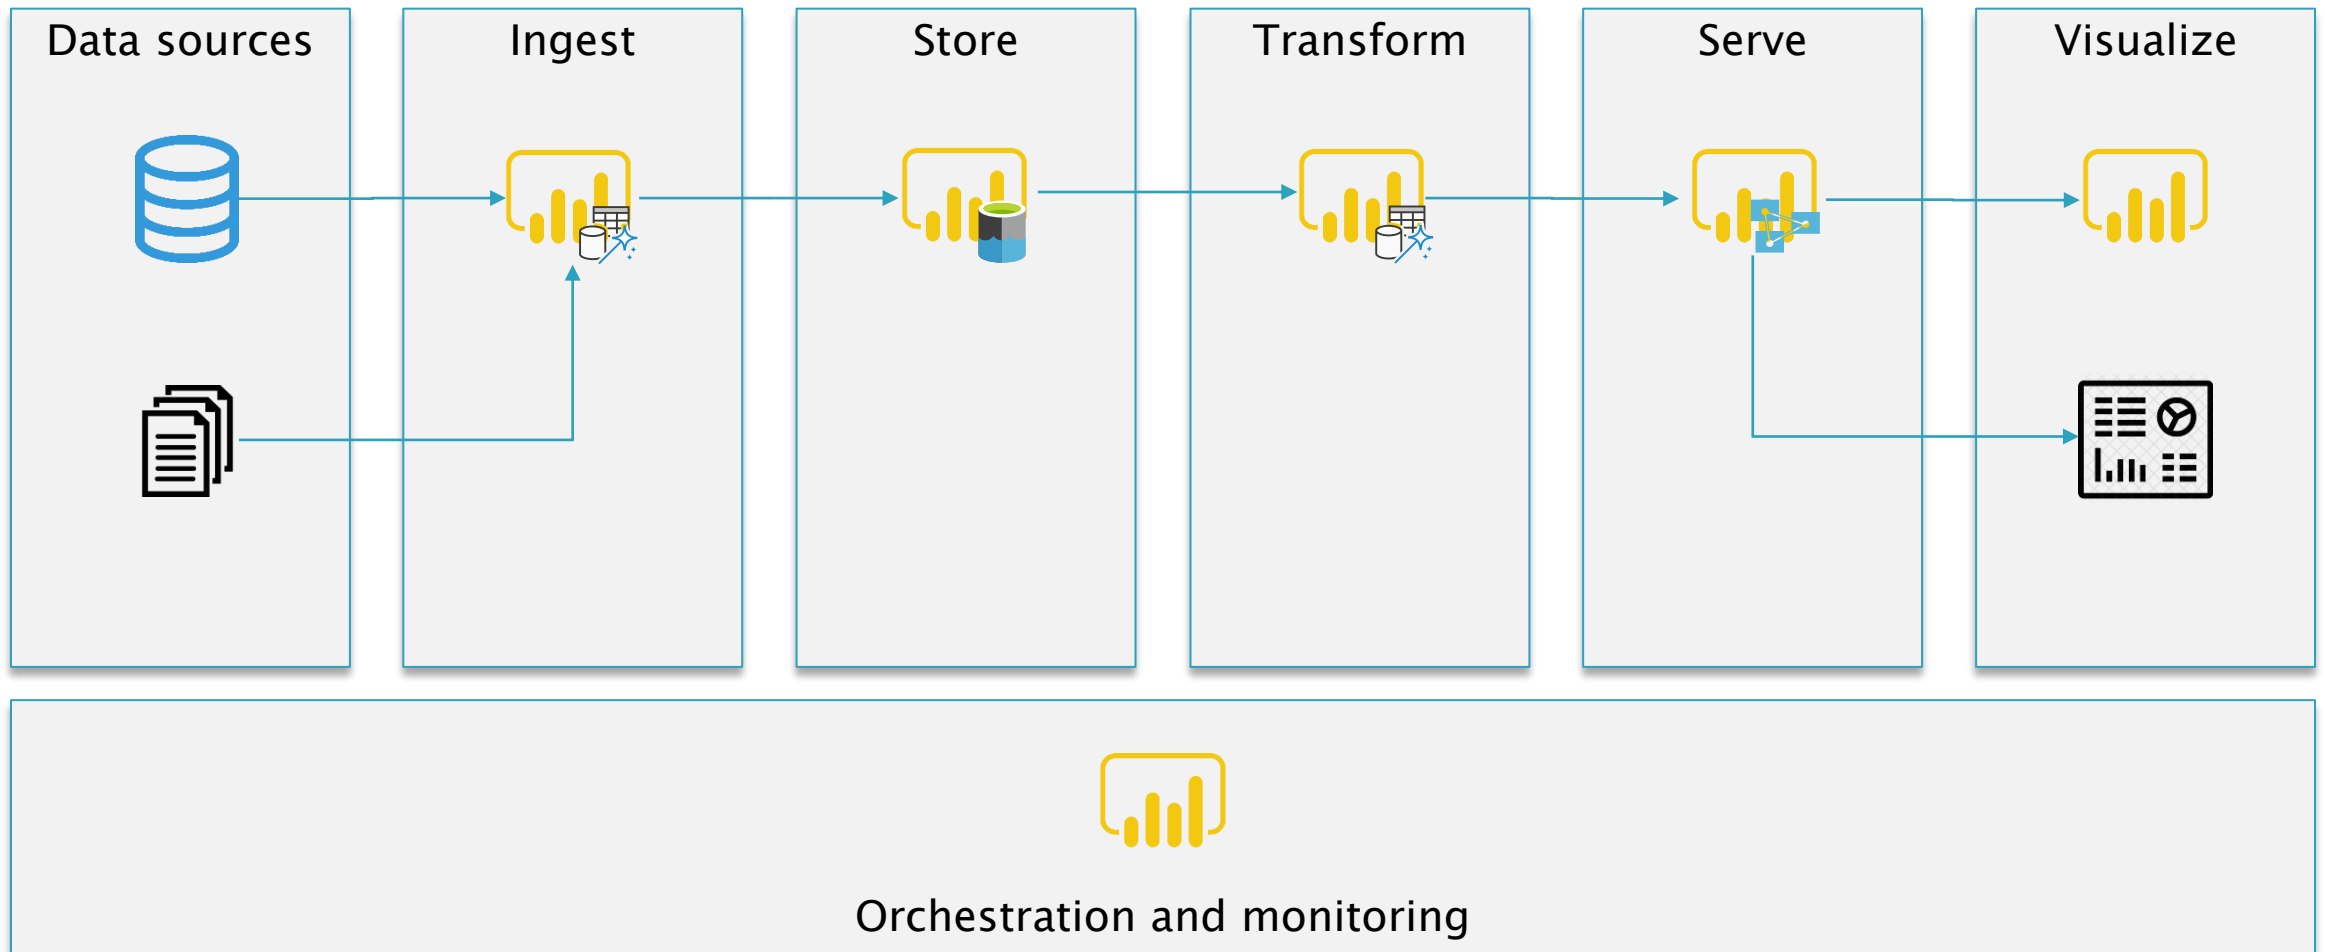 Data sources
Ingest
Store
Transform
Serve
Visualize
Orchestration and monitoring